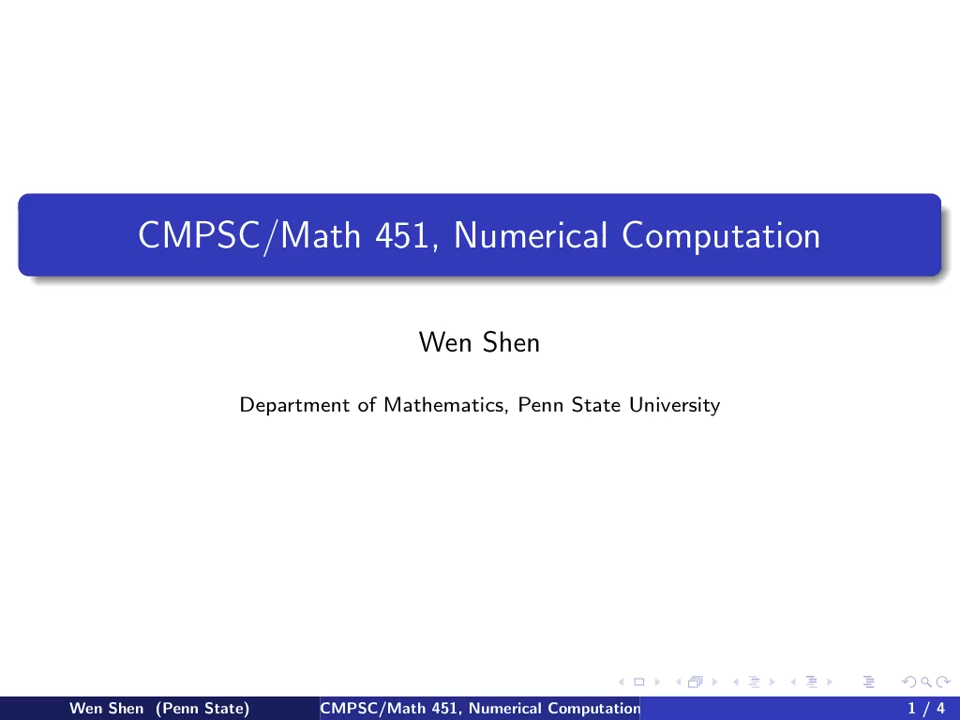 CMPSC/Math 451, Numerical Computation
Wen Shen
Department of Mathematics, Penn State University
Wen Shen (Penn State)
CMPSC/Math 451, Numerical Computation
1 / 4